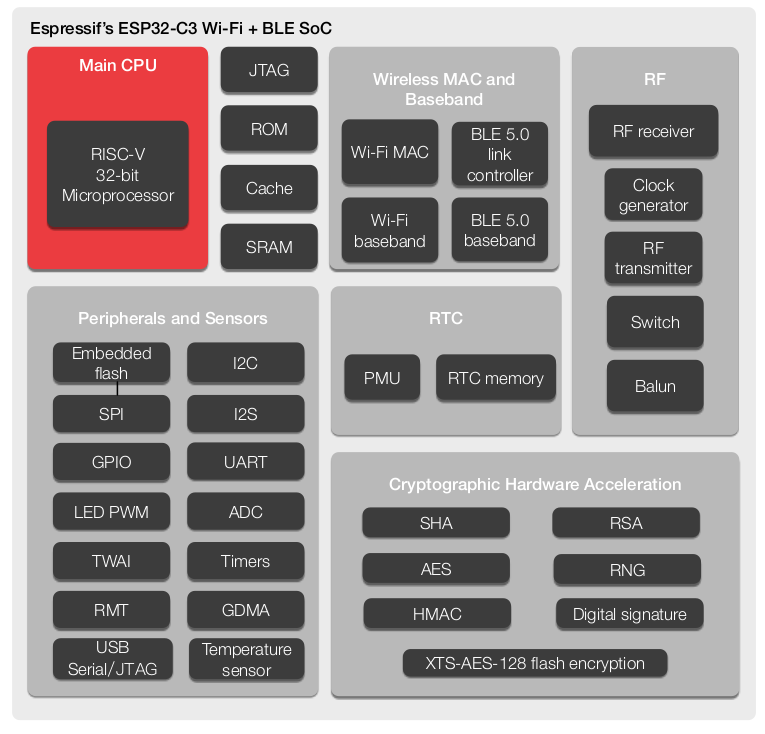 Espressif's ESP32-C3 Wi-Fi + BLE SoC
Main CPU
RISC-V
32-bit
Microprocessor
JTAG
ROM
Cache
SRAM
Wireless MAC and
Baseband
Wi-Fi MAC
BLE 5.0
link
controller
Wi-Fi
baseband
BLE 5.0
baseband
RF
RF receiver
Clock
generator
RF
transmitter
Switch
Balun
Peripherals and Sensors
Embedded
flash
I2C
SPI
I2S
GPIO
UART
LED PWM
ADC
TWAI
Timers
RMT
GDMA
USB
Serial/JTAG
Temperature
sensor
RTC
PMU
RTC memory
Cryptographic Hardware Acceleration
SHA
RSA
AES
RNG
HMAC
Digital signature
XTS-AES-128 flash encryption